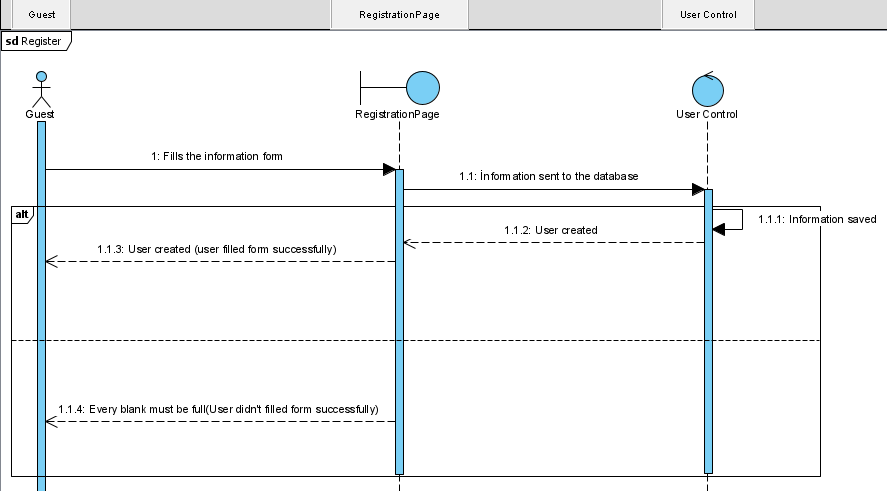 Guest RegistrationPage User Control
sd Register
Guest RegistrationPage User Control
1: Fills the information form
1.1: İnformation sent to the database
alt
1.1.1: İnformation saved
1.1.2: User created
1.1.3: User created (user filled form successfully)
1.1.4: Every blank must be full(User didn't filled form successfully)